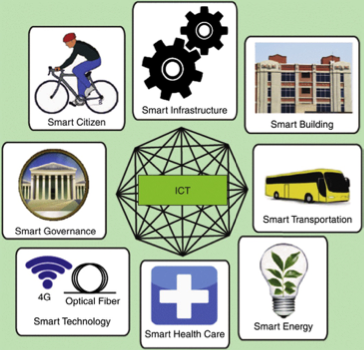 Smart Citizen
Smart Infrastructure
Smart Building
Smart Governance
ICT
Smart Transportation
4G
Optical Fiber
Smart Technology
Smart Health Care
Smart Energy